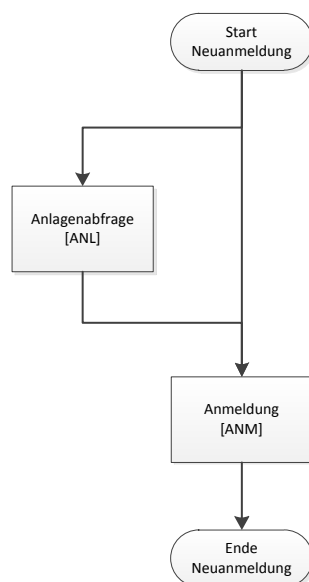 Start
Neuanmeldung
Anlagenabfrage
[ANL]
Anmeldung
[ANM]
Ende
Neuanmeldung